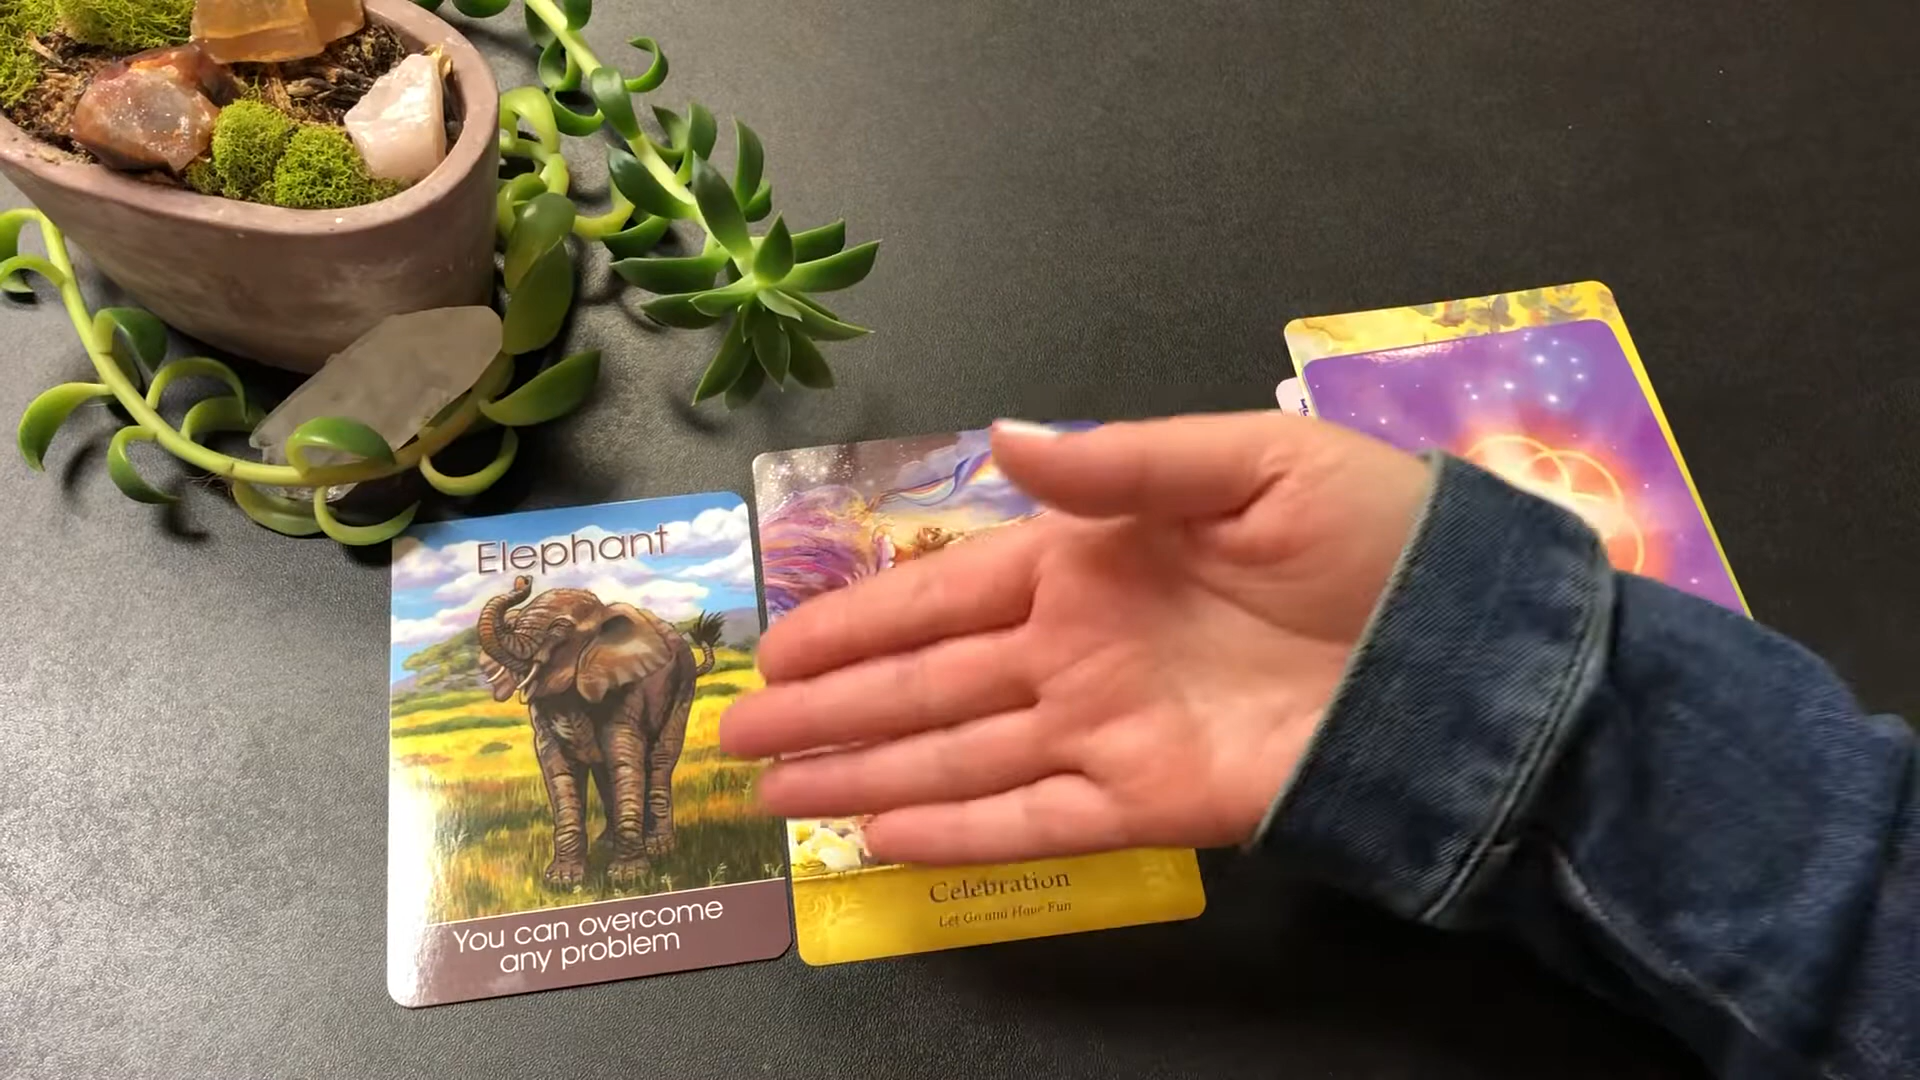 Elephant
You can overcome
any problem
Celebration
Let Go and Have Fun